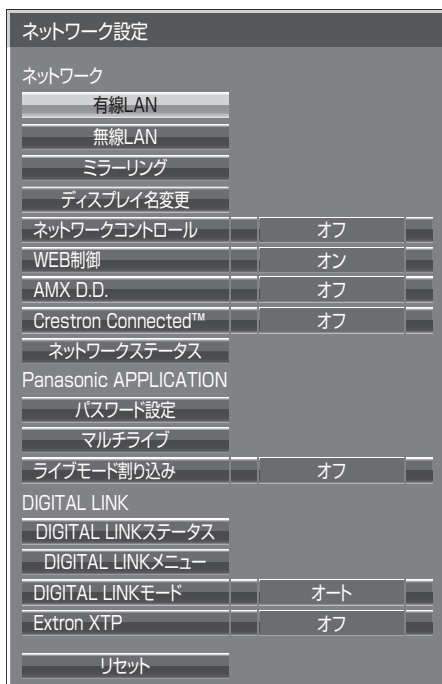 ネットワーク設定
ネットワーク
有線LAN
無線LAN
ミラーリング
ディスプレイ名変更
ネットワークコントロール オフ
WEB制御 オン
AMX D.D. オフ
Crestron Connected™ オフ
ネットワークステータス
Panasonic APPLICATION
パスワード設定
マルチライブ
ライブモード割り込み オフ
DIGITAL LINK
DIGITAL LINKステータス
DIGITAL LINKメニュー
DIGITAL LINKモード オート
Extron XTP オフ
リセット